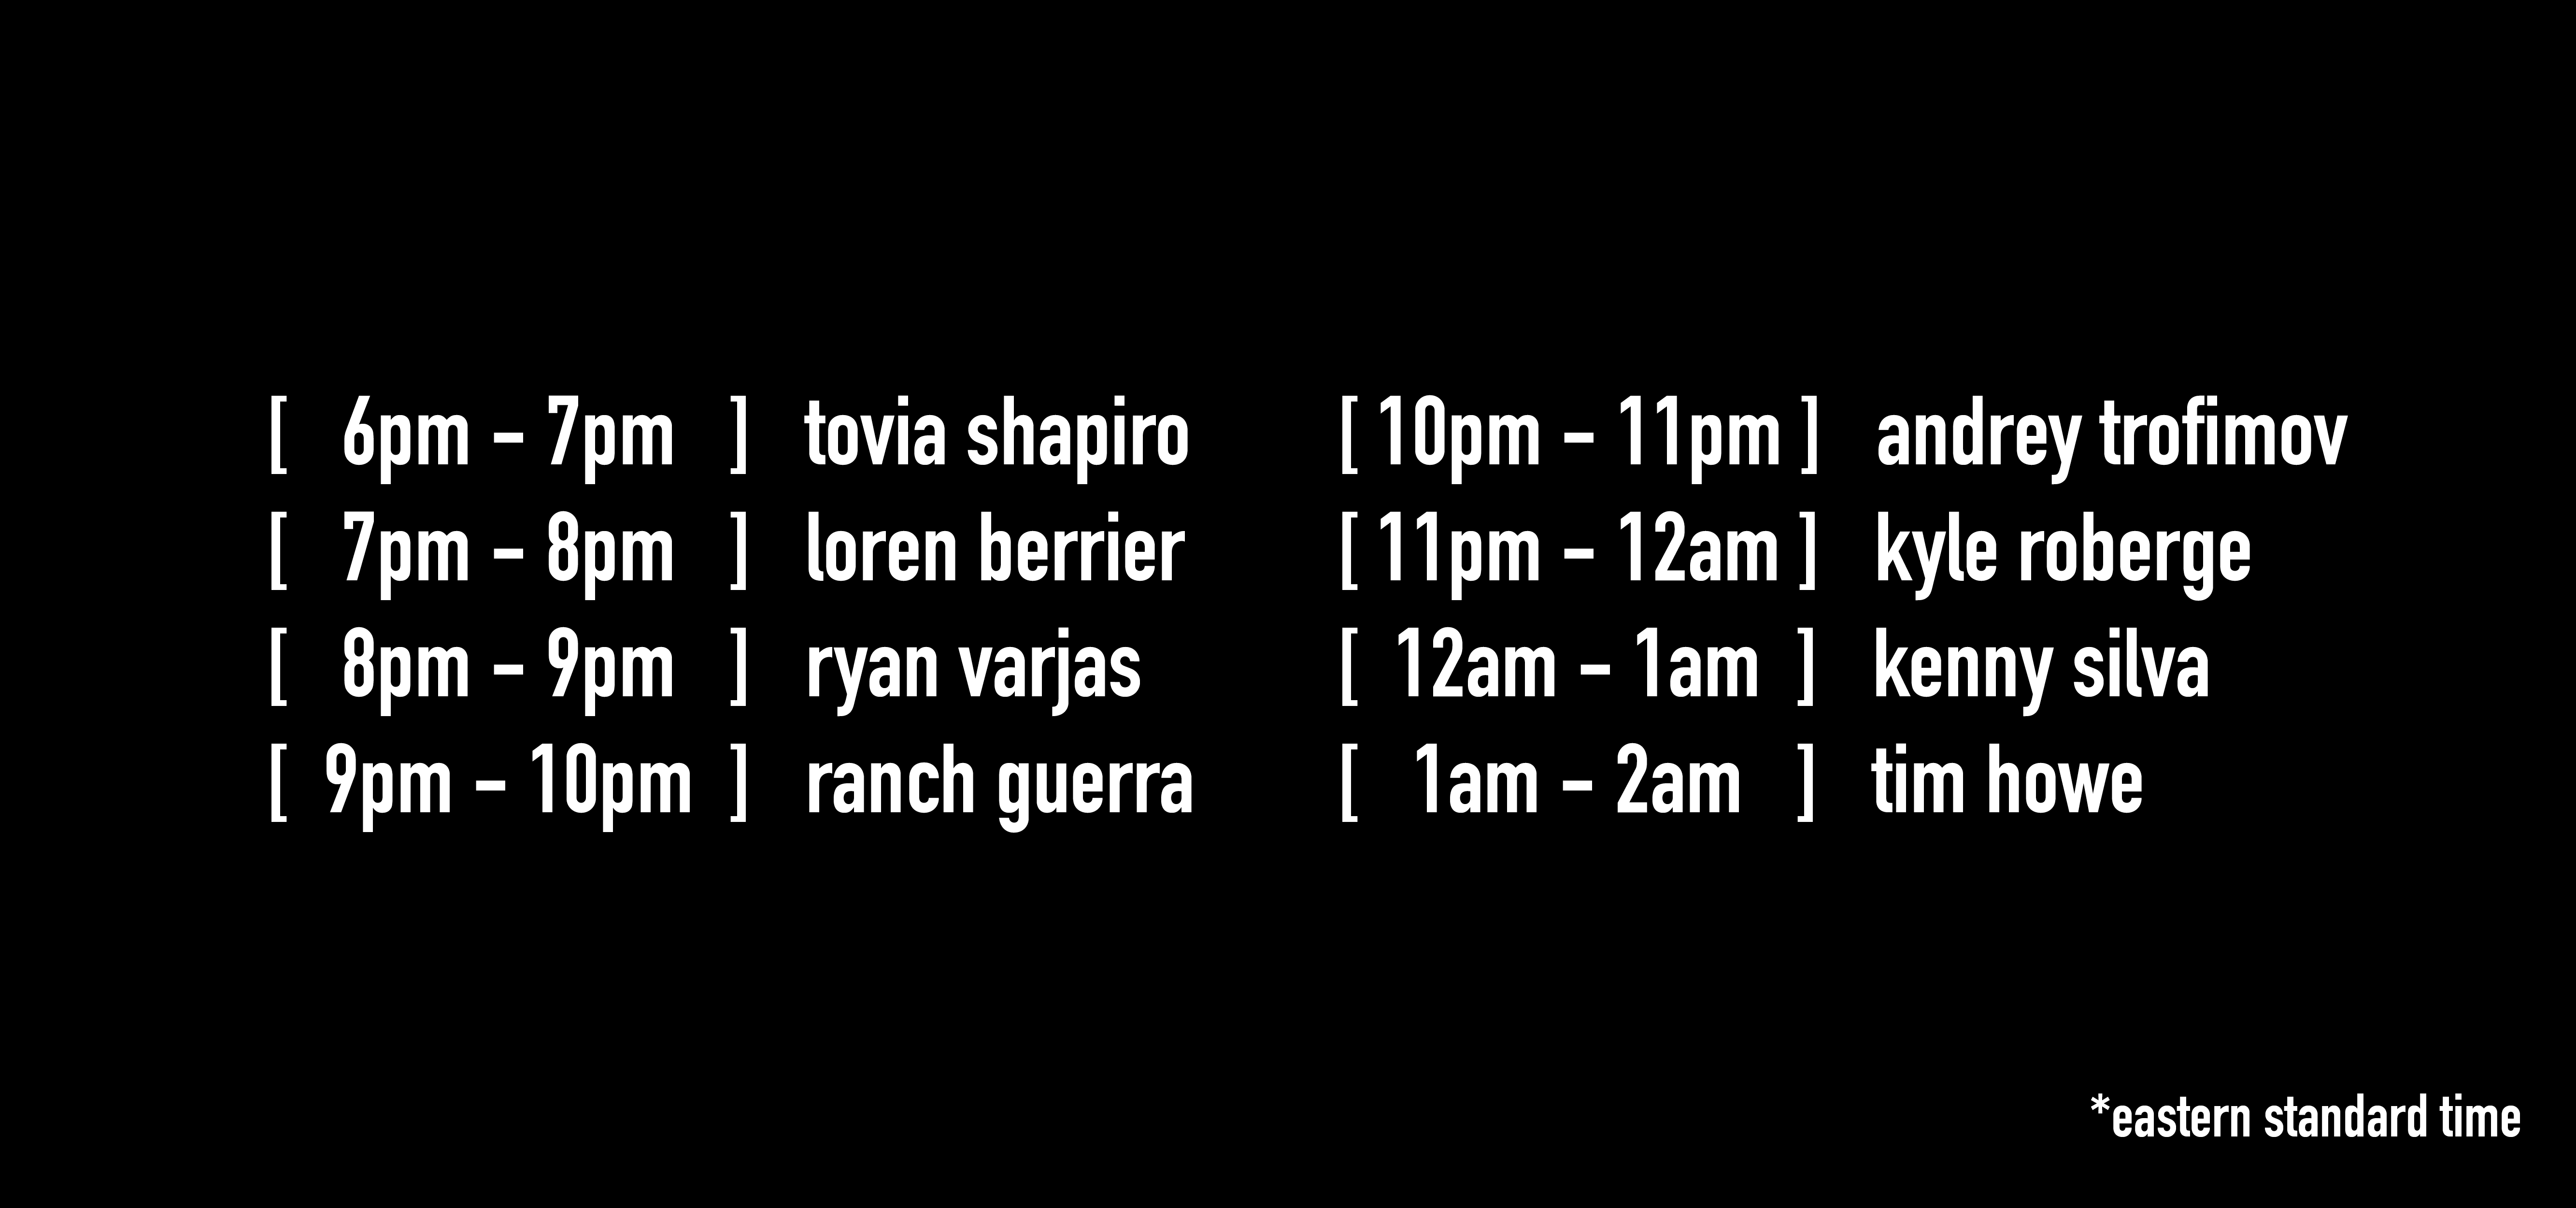 [ 6pm – 7pm ] tovia shapiro
[ 7pm – 8pm ] loren berrier
[ 8pm – 9pm ] ryan varjas
[ 9pm – 10pm ] ranch guerra
[ 10pm – 11pm ] andrey trofimov
[ 11pm – 12am ] kyle roberge
[ 12am – 1am ] kenny silva
[ 1am – 2am ] tim howe
*eastern standard time